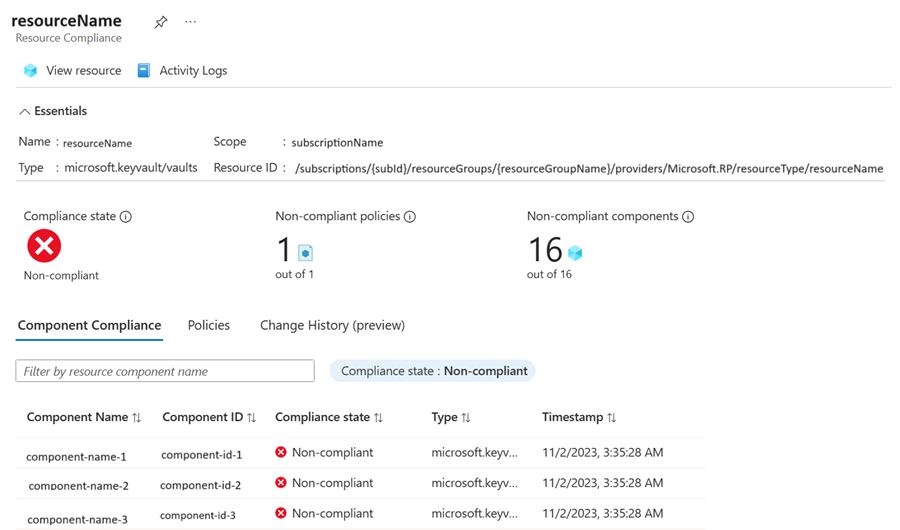 resourceName ...
Resource Compliance
View resource Activity Logs
Essentials
Name : resourceName Scope : subscriptionName
Type : microsoft.keyvault/vaults Resource ID : /subscriptions/{subId}/resourceGroups/{resourceGroupName}/providers/Microsoft.RP/resourceType/resourceName
Compliance state Non-compliant policies Non-compliant components
1 16
Non-compliant out of 1 out of 16
Component Compliance Policies Change History (preview)
Filter by resource component name Compliance state : Non-compliant
Component Name Component ID Compliance state Type Timestamp
component-name-1 component-id-1 Non-compliant microsoft.keyv... 11/2/2023, 3:35:28 AM
component-name-2 component-id-2 Non-compliant microsoft.keyv... 11/2/2023, 3:35:28 AM
component-name-3 component-id-3 Non-compliant microsoft.keyv... 11/2/2023, 3:35:28 AM